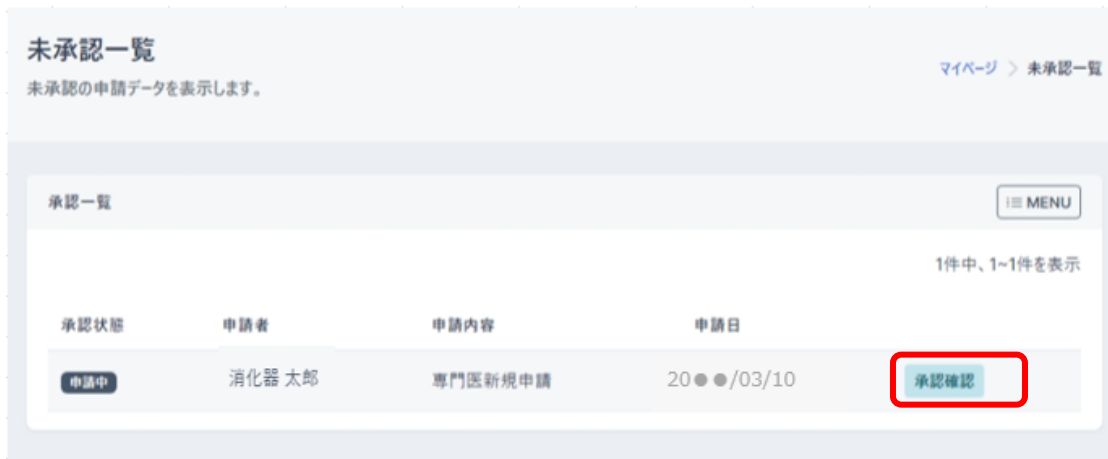 未承認一覧
未承認の申請データを表示します。
マイページ > 未承認一覧
承認一覧
MENU
1件中、1~1件を表示
承認状態 申請者 申請内容 申請日
申請中 消化器 太郎 専門医新規申請 20●●/03/10 承認確認